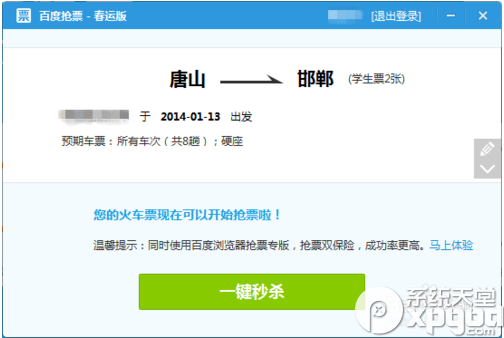 票 百度抢票 - 春运版 [退出登录]
唐山 邯郸 (学生票2张)
于 2014-01-13 出发
预期车票：所有车次（共8趟）；硬座
您的火车票现在可以开始抢票啦！
温馨提示：同时使用百度浏览器抢票专版，抢票双保险，成功率更高。马上体验
一键秒杀
系统天堂